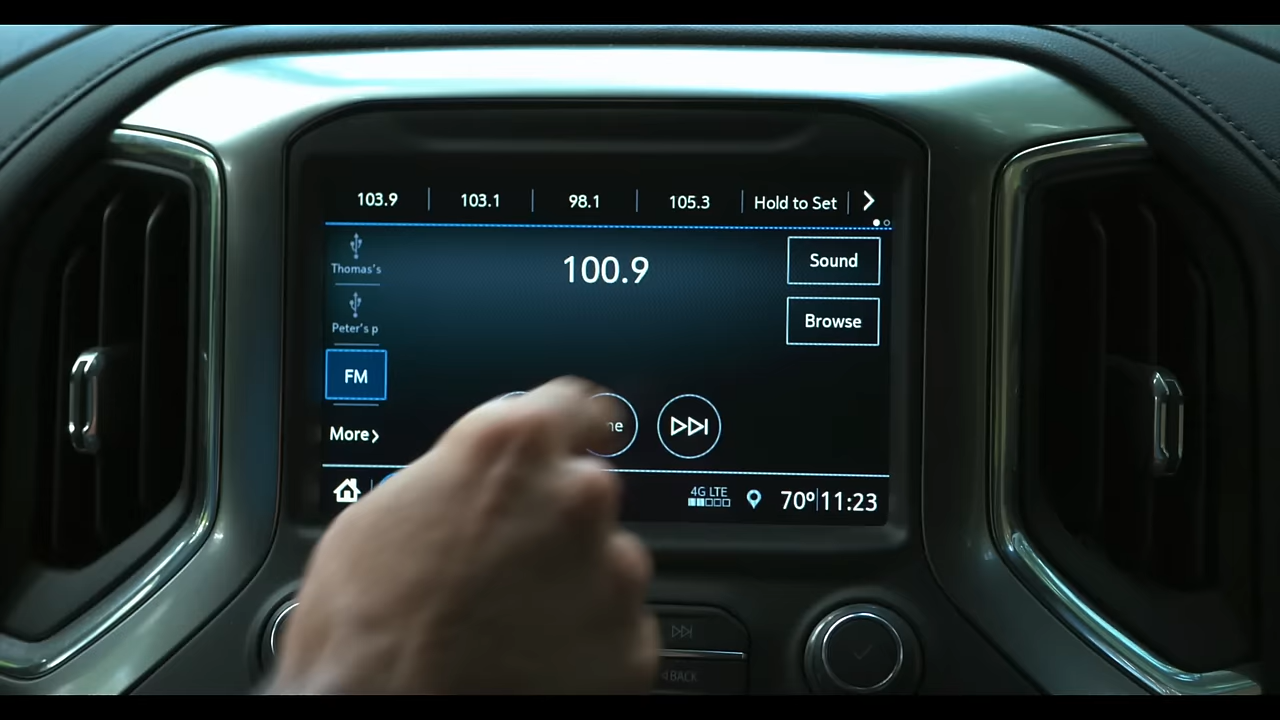 103.9 103.1 98.1 105.3 Hold to Set
Thomas's
100.9
Sound
Peter's p
Browse
FM
More
4G LTE
70° 11:23
BACK